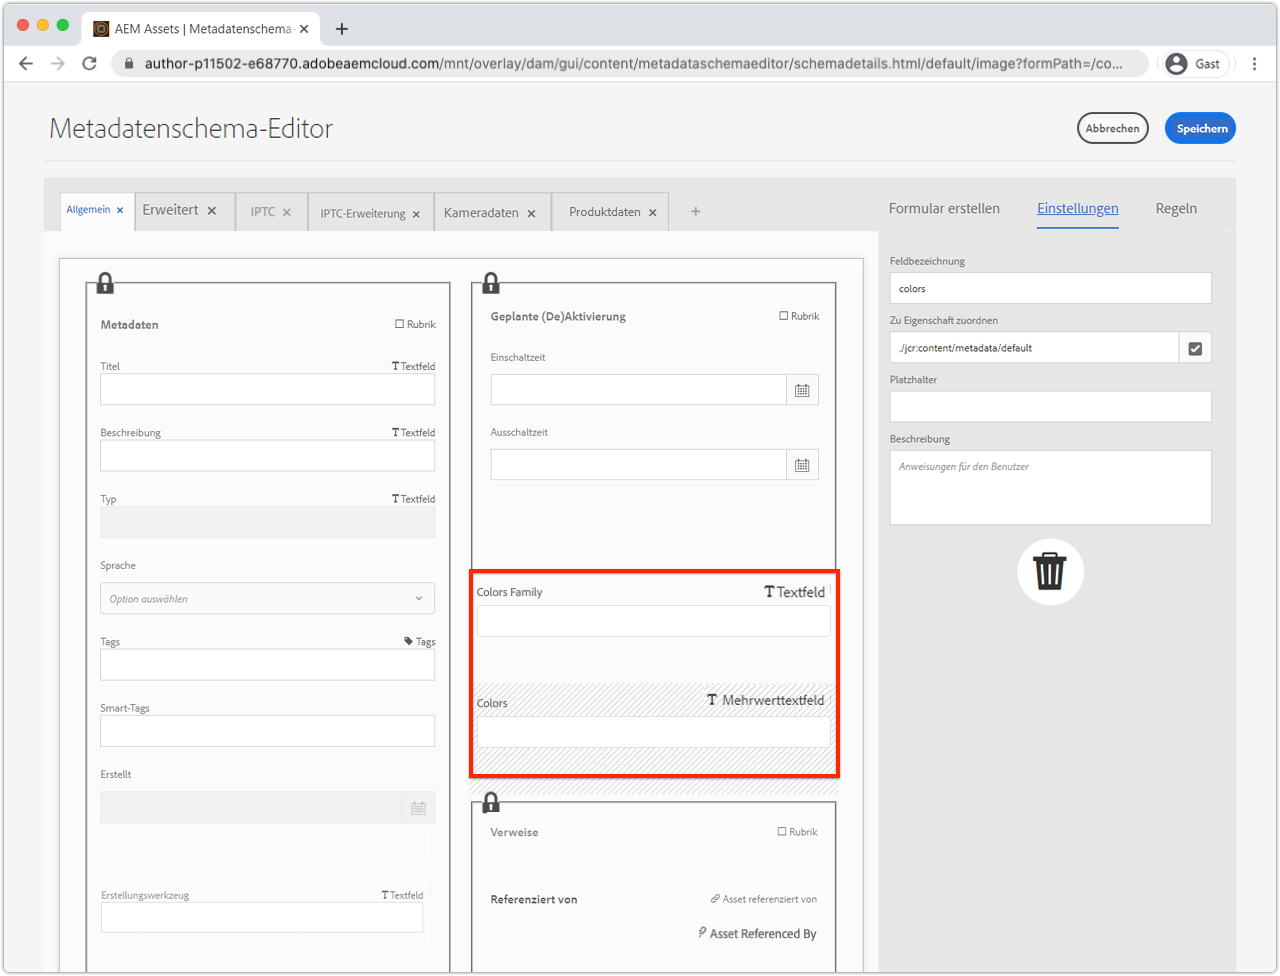 AEM Assets | Metadatenschema-
author-p11502-e68770.adobeaemcloud.com/mnt/overlay/dam/gui/content/metadataschemaeditor/schemadetails.html/default/image?formPath=/co...
Gast
Metadatenschema-Editor
Abbrechen
Speichern
Allgemein
Erweitert
IPTC
IPTC-Erweiterung
Kameradaten
Produktdaten
Formular erstellen
Einstellungen
Regeln
Metadaten
Rubrik
Titel
Textfeld
Beschreibung
Textfeld
Typ
Textfeld
Sprache
Option auswählen
Tags
Tags
Smart-Tags
Erstellt
Erstellungswerkzeug
Textfeld
Geplante (De)Aktivierung
Rubrik
Einschaltzeit
Ausschaltzeit
Colors Family
Textfeld
Colors
Mehrwerttextfeld
Verweise
Rubrik
Referenziert von
Asset referenziert von
Asset Referenced By
Feldbezeichnung
colors
Zu Eigenschaft zuordnen
./jcr:content/metadata/default
Platzhalter
Beschreibung
Anweisungen für den Benutzer